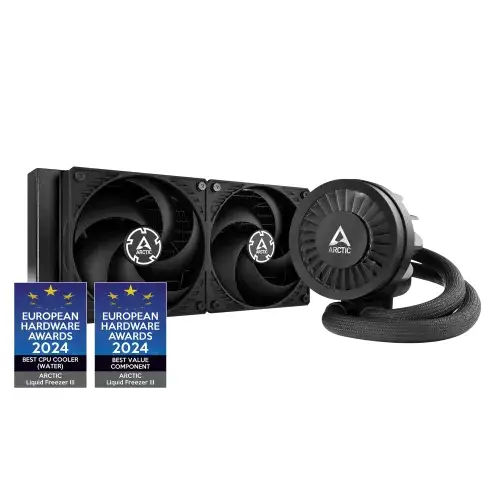 ARCTIC
ARCTIC
ARCTIC
EUROPEAN
HARDWARE
AWARDS
2024
BEST CPU COOLER
(WATER)
ARCTIC
Liquid Freezer III
EUROPEAN
HARDWARE
AWARDS
2024
BEST VALUE
COMPONENT
ARCTIC
Liquid Freezer III